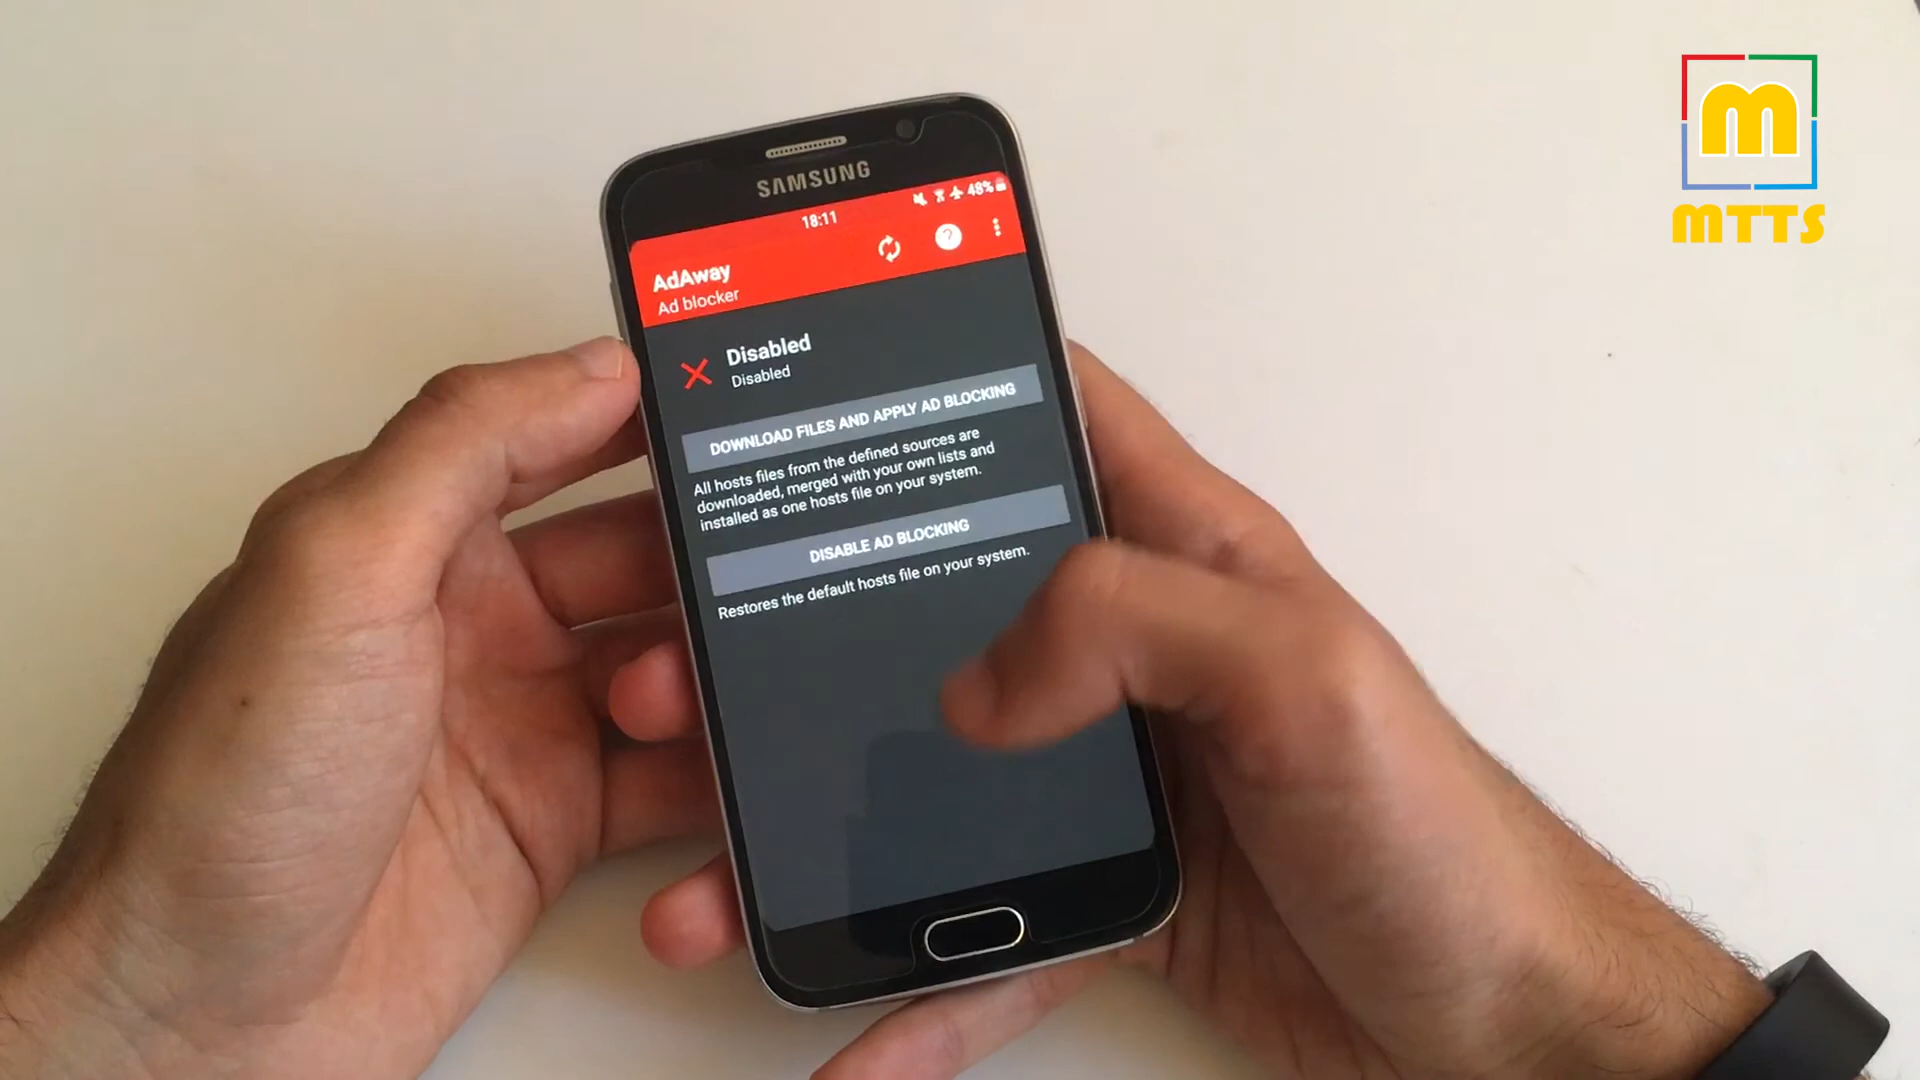 SAMSUNG
18:11
48%
AdAway
Ad blocker
Disabled
Disabled
DOWNLOAD FILES AND APPLY AD BLOCKING
All hosts files from the defined sources are
downloaded, merged with your own lists and
installed as one hosts file on your system.
DISABLE AD BLOCKING
Restores the default hosts file on your system.
m
MTTS